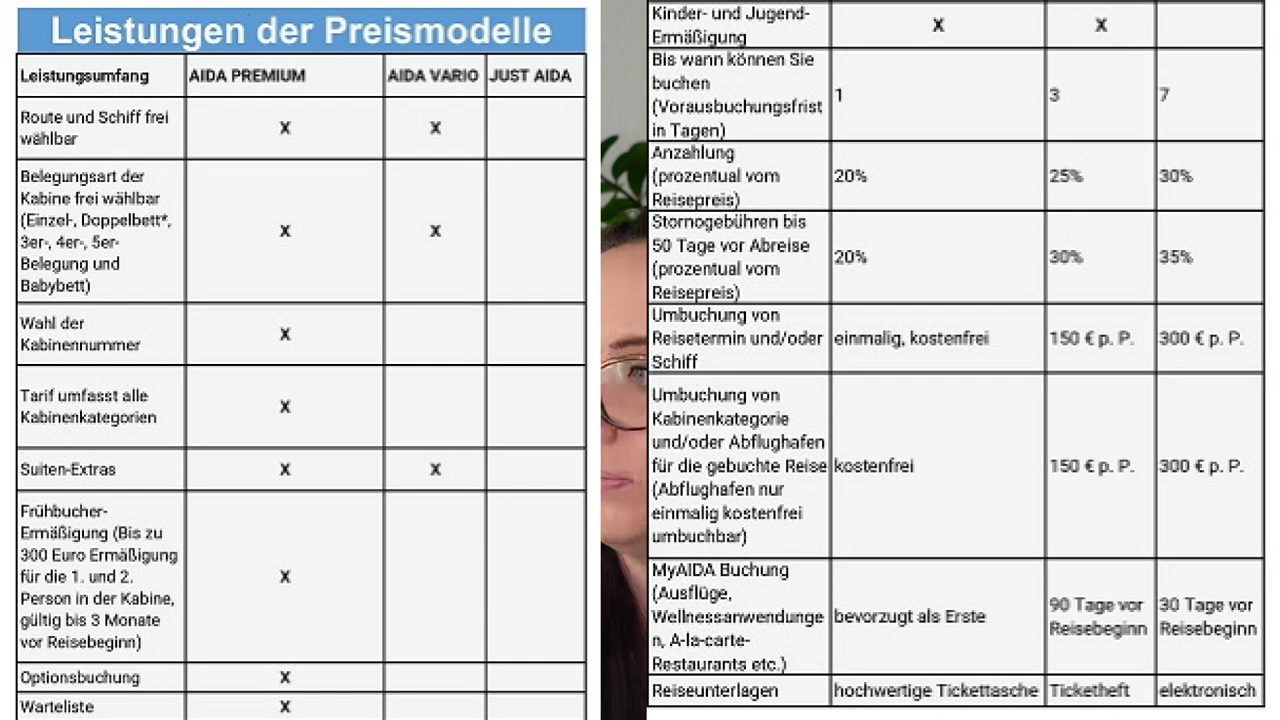 Leistungen der Preismodelle
Leistungsumfang AIDA PREMIUM AIDA VARIO JUST AIDA
Route und Schiff frei
wählbar X X
Belegungsart der
Kabine frei wählbar
(Einzel-, Doppelbett*,
3er-, 4er-, 5er- X X
Belegung und
Babybett)
Wahl der
Kabinennummer X
Tarif umfasst alle
Kabinenkategorien X
Suiten-Extras X X
Frühbucher-
Ermäßigung (Bis zu
300 Euro Ermäßigung
für die 1. und 2. X
Person in der Kabine,
gültig bis 3 Monate
vor Reisebeginn)
Optionsbuchung X
Warteliste X
Kinder- und Jugend-
Ermäßigung X X
Bis wann können Sie
buchen
(Vorausbuchungsfrist 1 3 7
in Tagen)
Anzahlung
(prozentual vom 20% 25% 30%
Reisepreis)
Stornogebühren bis
50 Tage vor Abreise 20% 30% 35%
(prozentual vom
Reisepreis)
Umbuchung von
Reisetermin und/oder einmalig, kostenfrei 150 € p. P. 300 € p. P.
Schiff
Umbuchung von
Kabinenkategorie
und/oder Abflughafen
für die gebuchte Reise kostenfrei 150 € p. P. 300 € p. P.
(Abflughafen nur
einmalig kostenfrei
umbuchbar)
MyAIDA Buchung
(Ausflüge, 90 Tage vor 30 Tage vor
Wellnessanwendunge bevorzugt als Erste Reisebeginn Reisebeginn
n, A-la-carte-
Restaurants etc.)
Reiseunterlagen hochwertige Tickettasche Ticketheft elektronisch